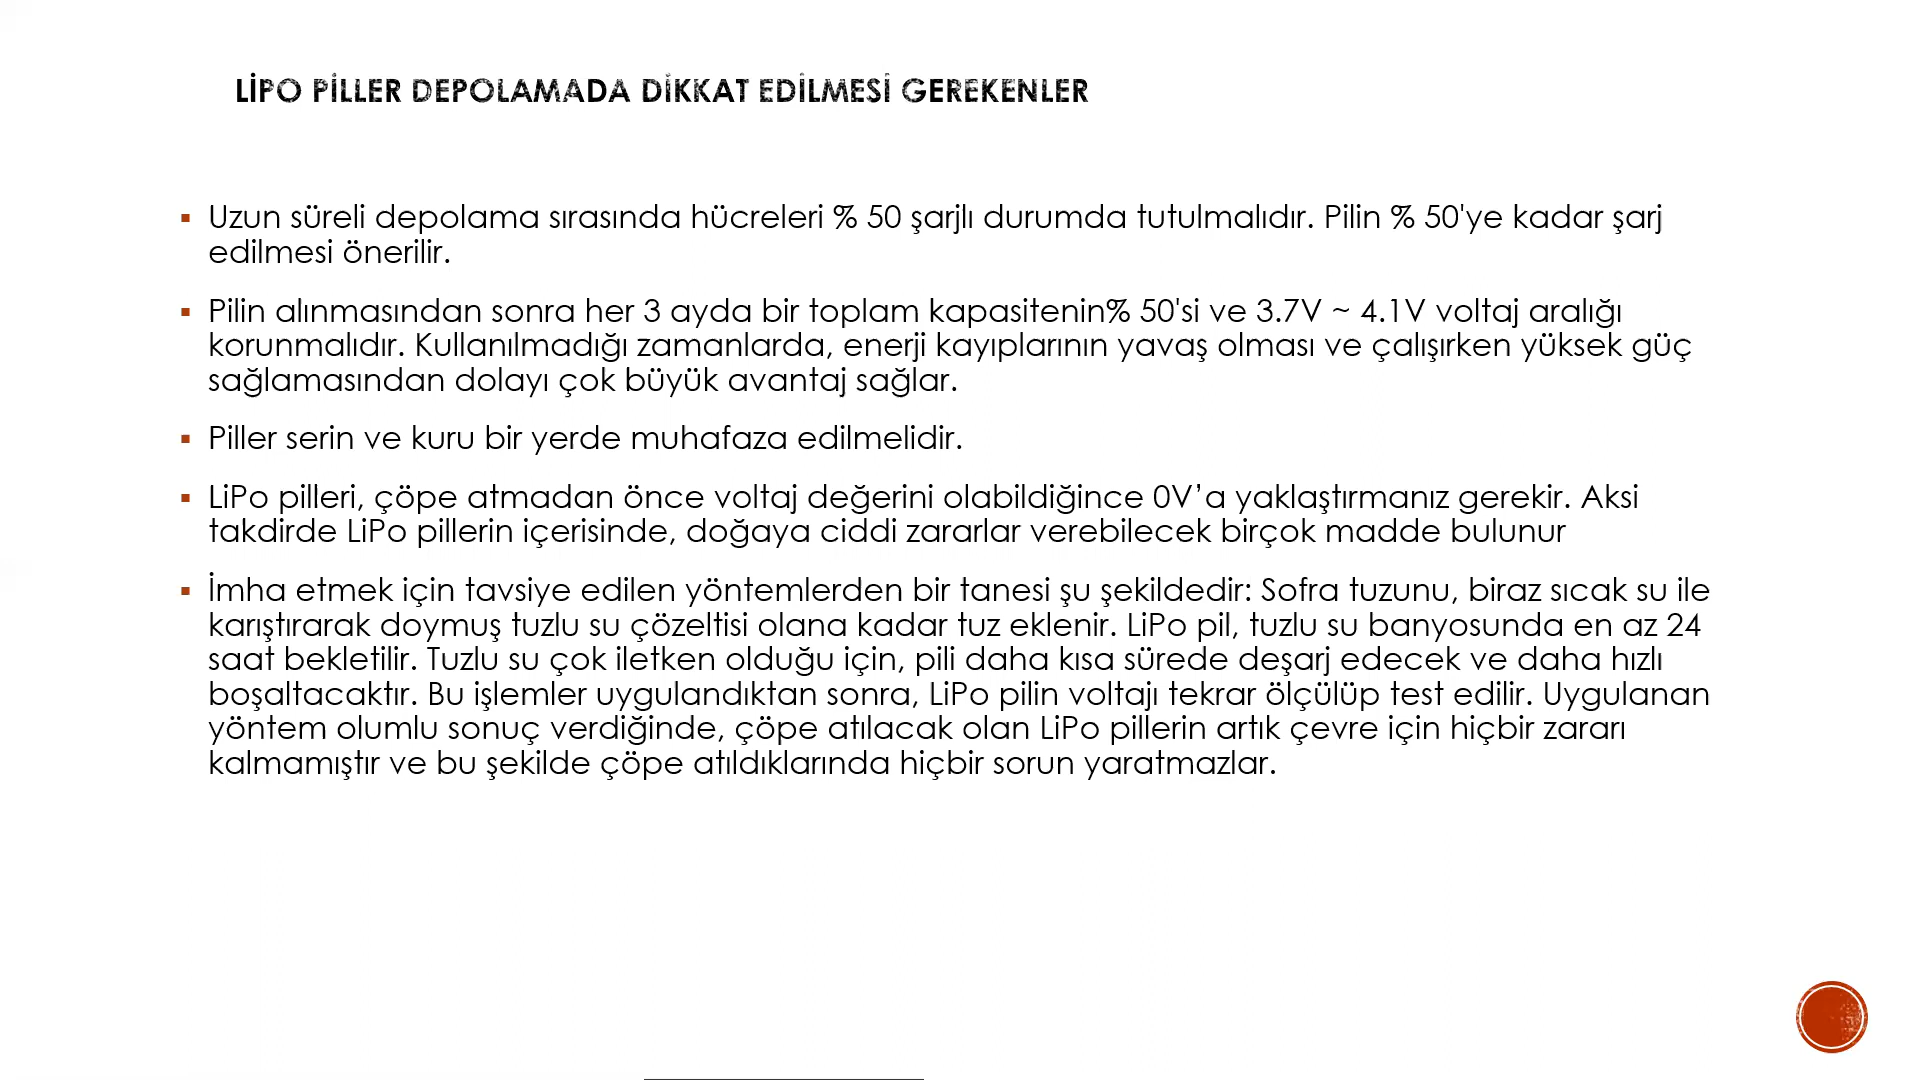 LİPO PİLLER DEPOLAMADA DİKKAT EDİLMESİ GEREKENLER
▪ Uzun süreli depolama sırasında hücreleri % 50 şarjlı durumda tutulmalıdır. Pilin % 50'ye kadar şarj
edilmesi önerilir.
▪ Pilin alınmasından sonra her 3 ayda bir toplam kapasitenin% 50'si ve 3.7V ~ 4.1V voltaj aralığı
korunmalıdır. Kullanılmadığı zamanlarda, enerji kayıplarının yavaş olması ve çalışırken yüksek güç
sağlamasından dolayı çok büyük avantaj sağlar.
▪ Piller serin ve kuru bir yerde muhafaza edilmelidir.
▪ LiPo pilleri, çöpe atmadan önce voltaj değerini olabildiğince 0V’a yaklaştırmanız gerekir. Aksi
takdirde LiPo pillerin içerisinde, doğaya ciddi zararlar verebilecek birçok madde bulunur
▪ İmha etmek için tavsiye edilen yöntemlerden bir tanesi şu şekildedir: Sofra tuzunu, biraz sıcak su ile
karıştırarak doymuş tuzlu su çözeltisi olana kadar tuz eklenir. LiPo pil, tuzlu su banyosunda en az 24
saat bekletilir. Tuzlu su çok iletken olduğu için, pili daha kısa sürede deşarj edecek ve daha hızlı
boşaltacaktır. Bu işlemler uygulandıktan sonra, LiPo pilin voltajı tekrar ölçülüp test edilir. Uygulanan
yöntem olumlu sonuç verdiğinde, çöpe atılacak olan LiPo pillerin artık çevre için hiçbir zararı
kalmamıştır ve bu şekilde çöpe atıldıklarında hiçbir sorun yaratmazlar.